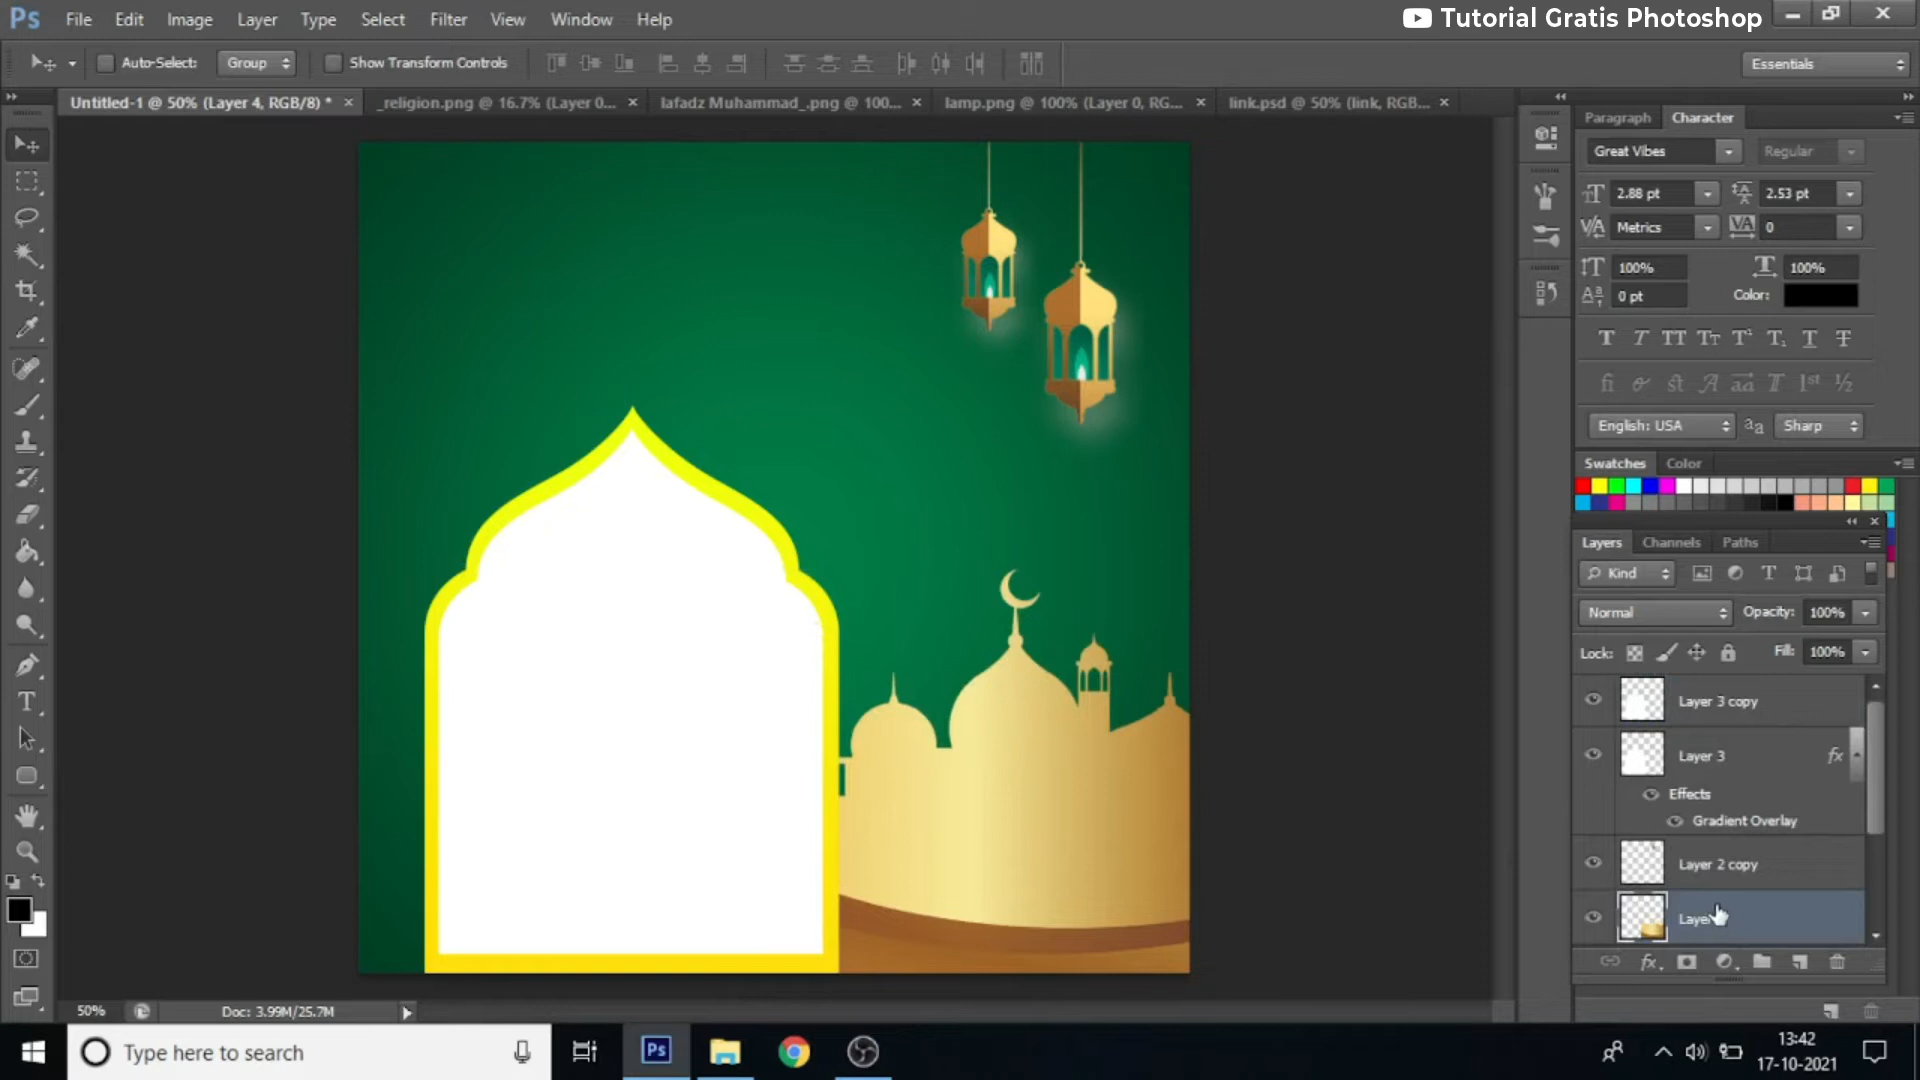 Ps File Edit Image Layer Type Select Filter View Window Help
Tutorial Gratis Photoshop
Auto-Select: Group Show Transform Controls
Essentials
Untitled-1 @ 50% (Layer 4, RGB/8) *
_religion.png @ 16.7% (Layer 0...
lafadz Muhammad_.png @ 100...
lamp.png @ 100% (Layer 0, RG...
link.psd @ 50% (link, RGB...
Paragraph Character
Great Vibes Regular
2.88 pt 2.53 pt
Metrics 0
100% 100%
0 pt Color:
English: USA Sharp
Swatches Color
Layers Channels Paths
Kind
Normal Opacity: 100%
Lock: Fill: 100%
Layer 3 copy
Layer 3 fx
Effects
Gradient Overlay
Layer 2 copy
Layer
50% Doc: 3.99M/25.7M
Type here to search
Ps
13:42
17-10-2021